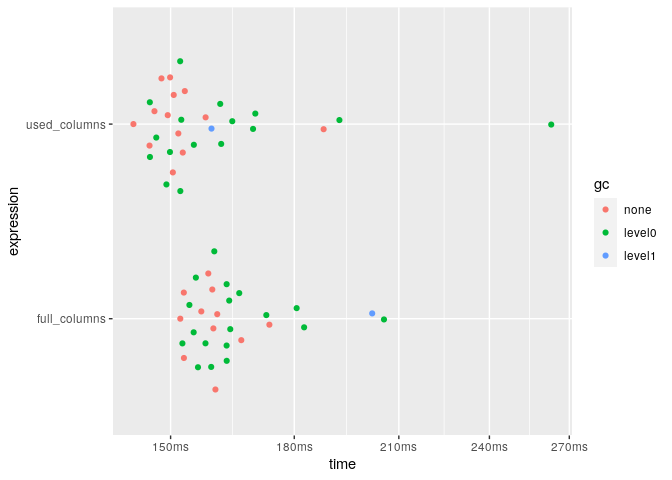 expression
used_columns
full_columns
150ms 180ms 210ms 240ms 270ms
time
gc
none
level0
level1